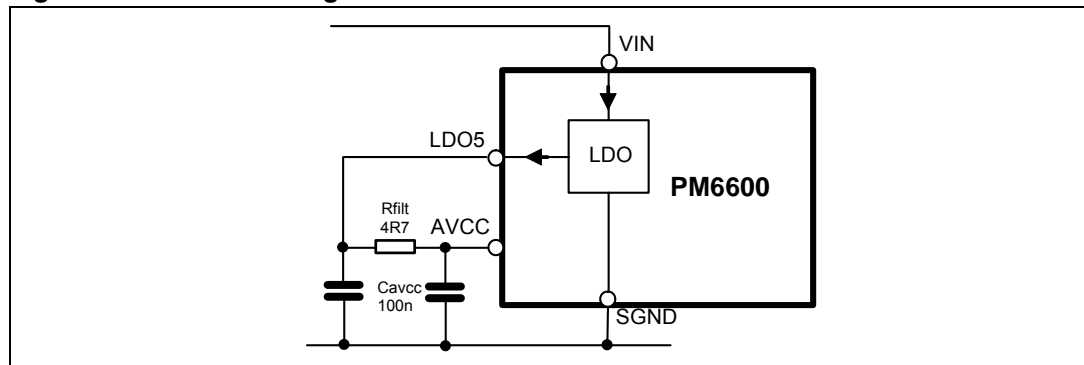 VIN
LDO5
LDO
PM6600
Rfilt
4R7
AVCC
Cavcc
100n
SGND